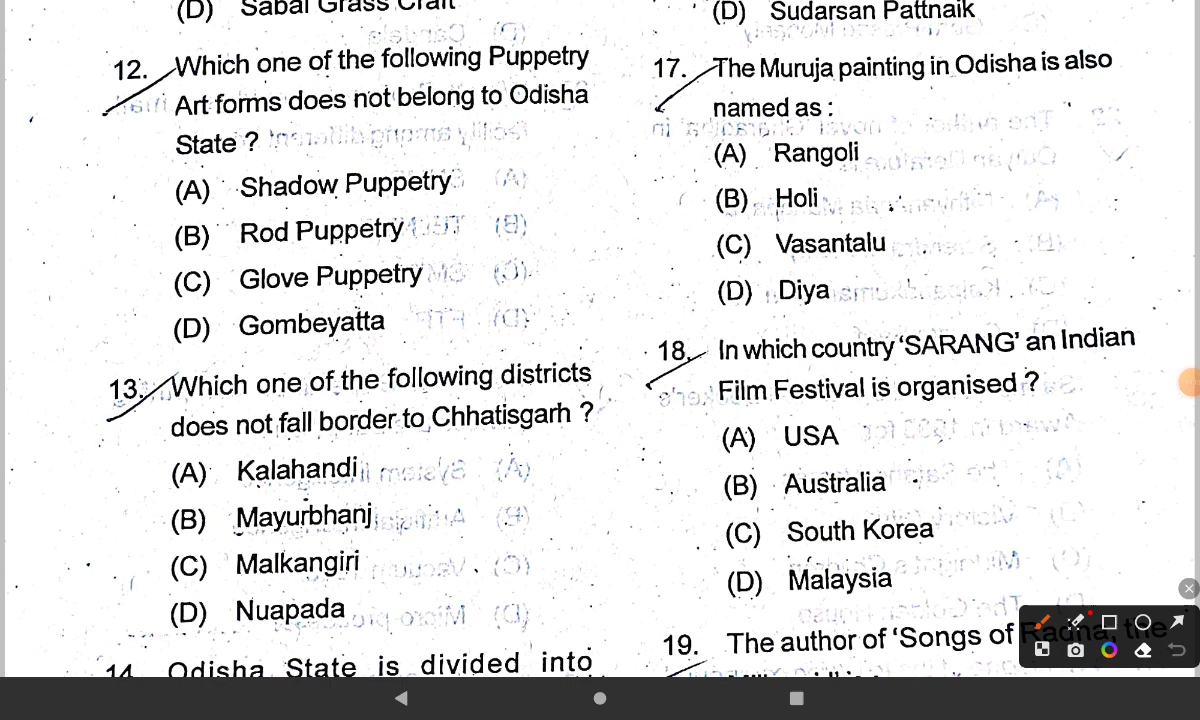 (D) Sabai Grass Craft
12. Which one of the following Puppetry
Art forms does not belong to Odisha
State ?
(A) Shadow Puppetry
(B) Rod Puppetry
(C) Glove Puppetry
(D) Gombeyatta
13. Which one of the following districts
does not fall border to Chhatisgarh ?
(A) Kalahandi
(B) Mayurbhanj
(C) Malkangiri
(D) Nuapada
14. Odisha State is divided into
(D) Sudarsan Pattnaik
17. The Muruja painting in Odisha is also
named as :
(A) Rangoli
(B) Holi
(C) Vasantalu
(D) Diya
18. In which country ‘SARANG’ an Indian
Film Festival is organised ?
(A) USA
(B) Australia
(C) South Korea
(D) Malaysia
19. The author of ‘Songs of Radha, the